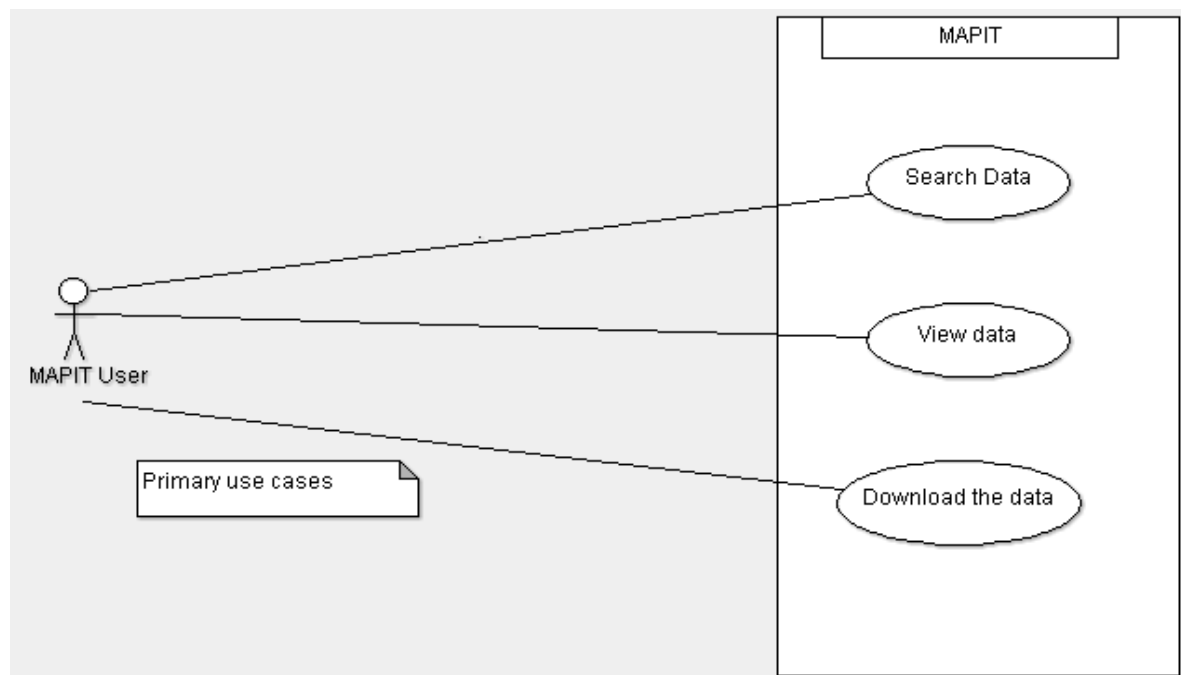 MAPIT
Search Data
View data
MAPIT User
Primary use cases
Download the data